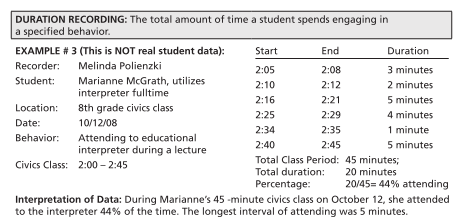 DURATION RECORDING: The total amount of time a student spends engaging in
a specified behavior.
EXAMPLE # 3 (This is NOT real student data):
Recorder: Melinda Polienzki
Student: Marianne McGrath, utilizes
interpreter fulltime
Location: 8th grade civics class
Date: 10/12/08
Behavior: Attending to educational
interpreter during a lecture
Civics Class: 2:00 – 2:45
Start End Duration
2:05 2:08 3 minutes
2:10 2:12 2 minutes
2:16 2:21 5 minutes
2:25 2:29 4 minutes
2:34 2:35 1 minute
2:40 2:45 5 minutes
Total Class Period: 45 minutes;
Total duration: 20 minutes
Percentage: 20/45= 44% attending
Interpretation of Data: During Marianne's 45 -minute civics class on October 12, she attended
to the interpreter 44% of the time. The longest interval of attending was 5 minutes.